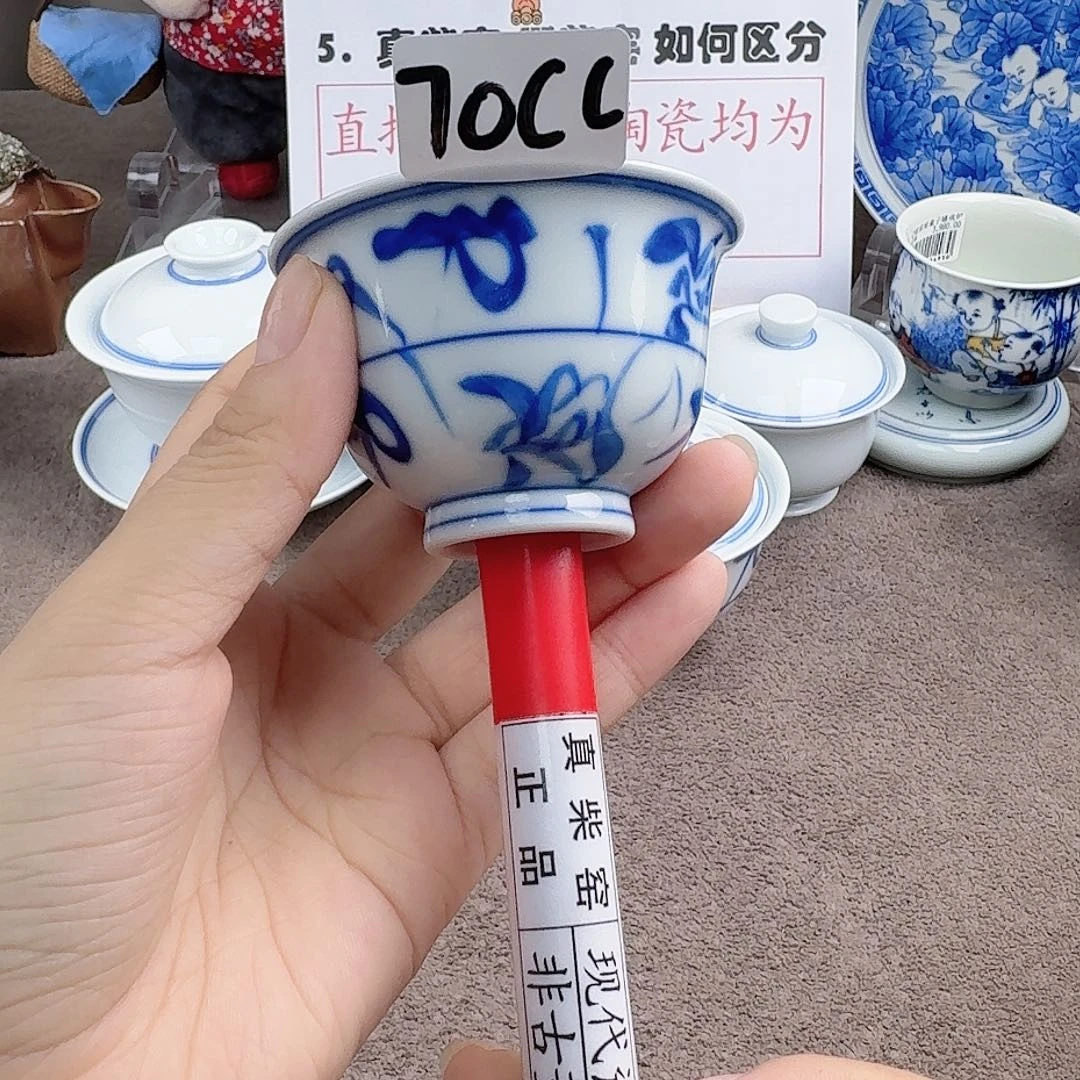 5. 真 如何区分
直 陶瓷均为
70CC
真柴窑
正品
现代
非古